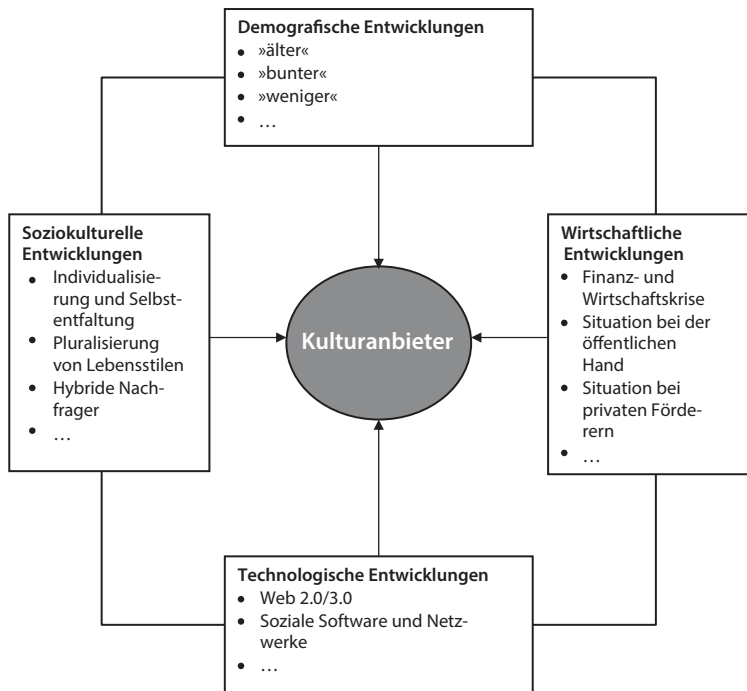 Demografische Entwicklungen
• »älter«
• »bunter«
• »weniger«
• …
Soziokulturelle
Entwicklungen
• Individualisie-
rung und Selbst-
entfaltung
• Pluralisierung
von Lebensstilen
• Hybride Nach-
frager
• …
Kulturanbieter
Wirtschaftliche
Entwicklungen
• Finanz- und
Wirtschaftskrise
• Situation bei der
öffentlichen
Hand
• Situation bei
privaten Förde-
rern
• …
Technologische Entwicklungen
• Web 2.0/3.0
• Soziale Software und Netz-
werke
• …